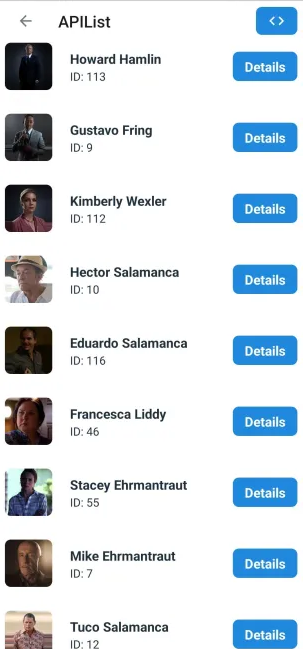 APIList
<>
Howard Hamlin
ID: 113
Details
Gustavo Fring
ID: 9
Details
Kimberly Wexler
ID: 112
Details
Hector Salamanca
ID: 10
Details
Eduardo Salamanca
ID: 116
Details
Francesca Liddy
ID: 46
Details
Stacey Ehrmantraut
ID: 55
Details
Mike Ehrmantraut
ID: 7
Details
Tuco Salamanca
ID: 12
Details